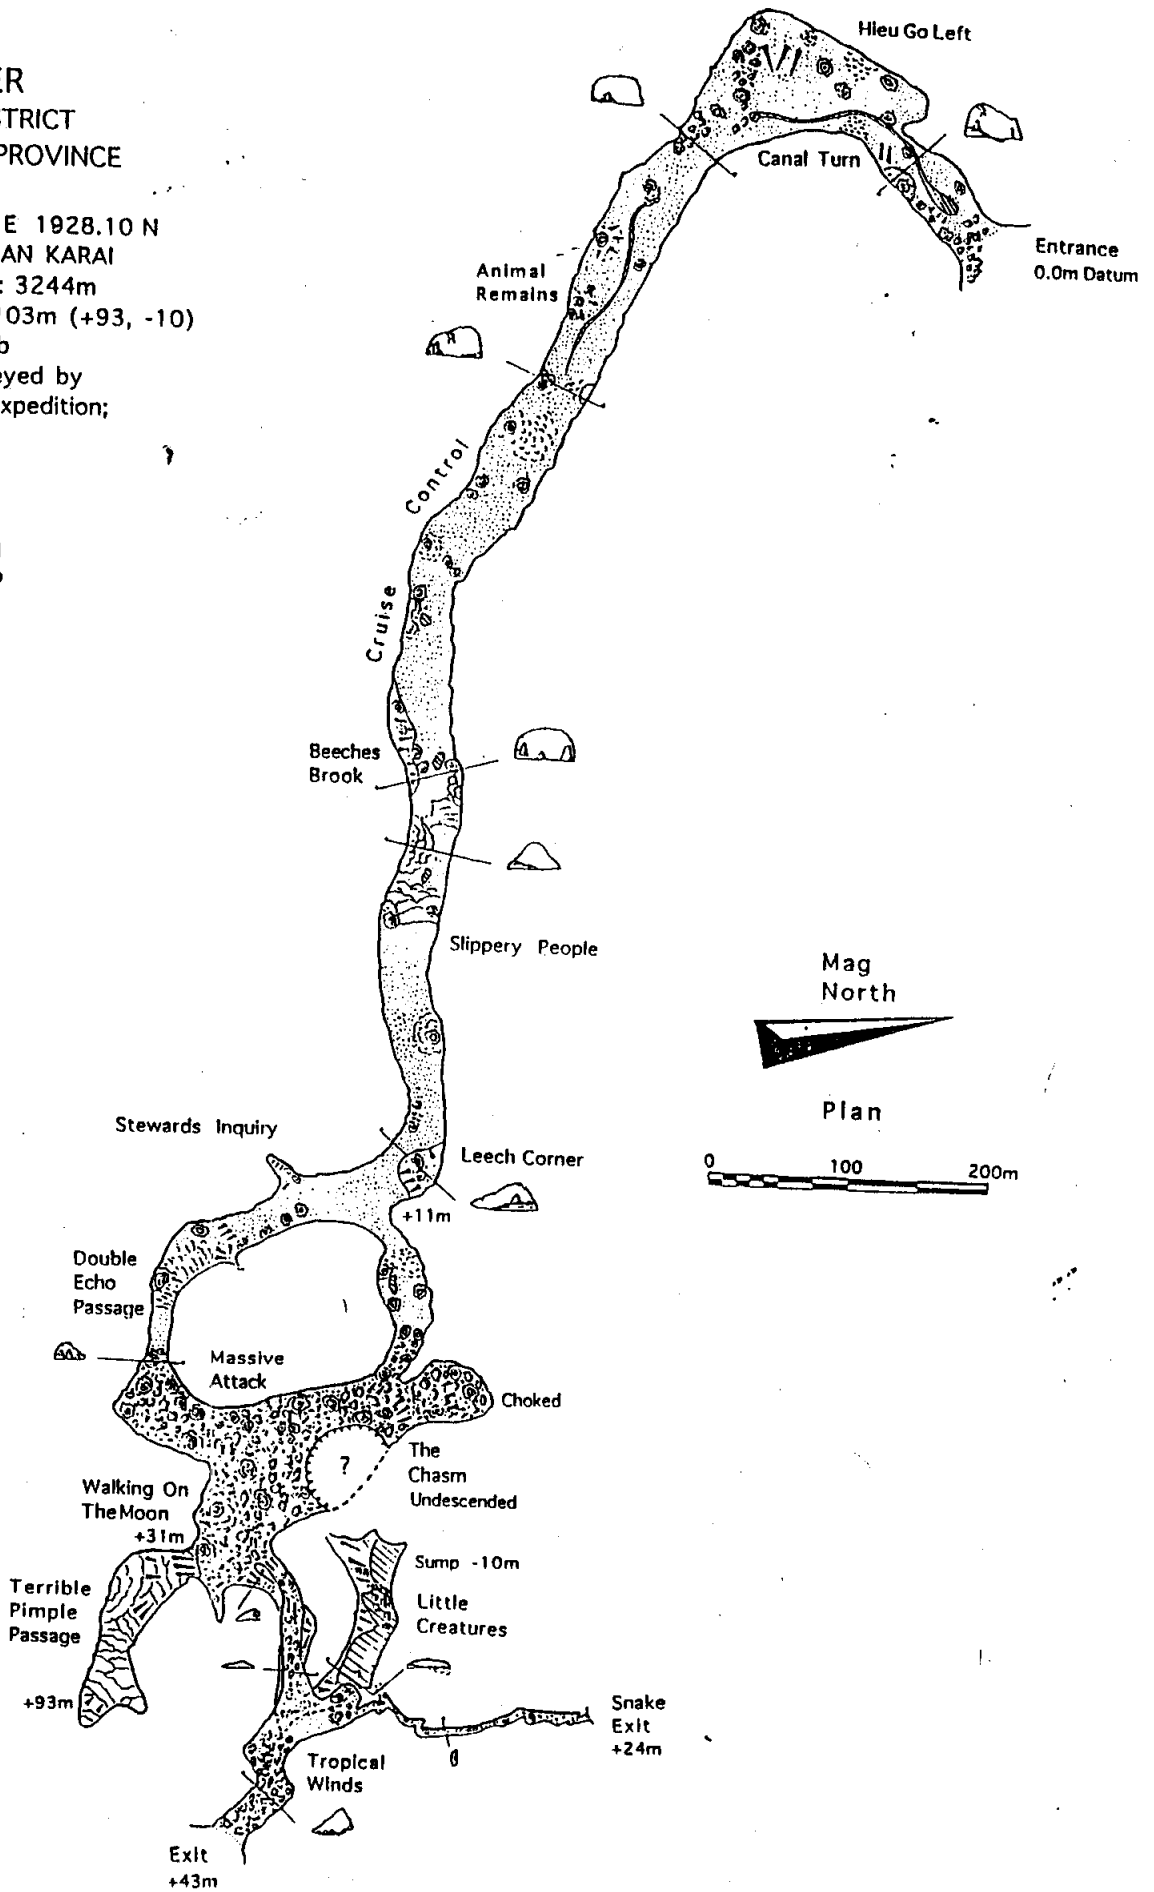 ER
STRICT
PROVINCE
E 1928.10 N
AN KARAI
: 3244m
03m (+93, -10)
b
eyed by
xpedition;
Hieu Go Left
Canal Turn
Entrance
0.0m Datum
Animal
Remains
Control
Cruise
Beeches
Brook
Slippery People
Mag
North
Plan
0 100 200m
Stewards Inquiry
Leech Corner
+11m
Double
Echo
Passage
Massive
Attack
Choked
?
The
Chasm
Undescended
Walking On
The Moon
+31m
Sump -10m
Terrible
Pimple
Passage
Little
Creatures
+93m
Snake
Exit
+24m
Tropical
Winds
Exit
+43m